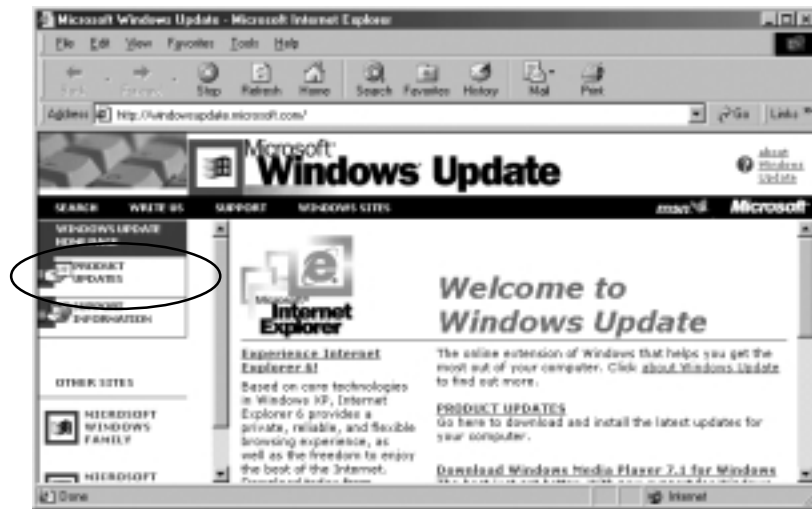 Microsoft Windows Update - Microsoft Internet Explorer
File Edit View Favorites Tools Help
Back Forward Stop Refresh Home Search Favorites History Mail Print
Address http://windowsupdate.microsoft.com/ Go Links »
Microsoft
Windows Update
about Windows Update
SEARCH WRITE US SUPPORT WINDOWS SITES msn Microsoft
WINDOWS UPDATE
HOME PAGE
PRODUCT
UPDATES
SUPPORT
INFORMATION
OTHER SITES
MICROSOFT
WINDOWS
FAMILY
MICROSOFT
Microsoft
Internet
Explorer
Experience Internet
Explorer 6!
Based on core technologies
in Windows XP, Internet
Explorer 6 provides a
private, reliable, and flexible
browsing experience, as
well as the freedom to enjoy
the best of the Internet.
Download today from
Welcome to
Windows Update
The online extension of Windows that helps you get the
most out of your computer. Click about Windows Update
to find out more.
PRODUCT UPDATES
Go here to download and install the latest updates for
your computer.
Download Windows Media Player 7.1 for Windows
Done Internet